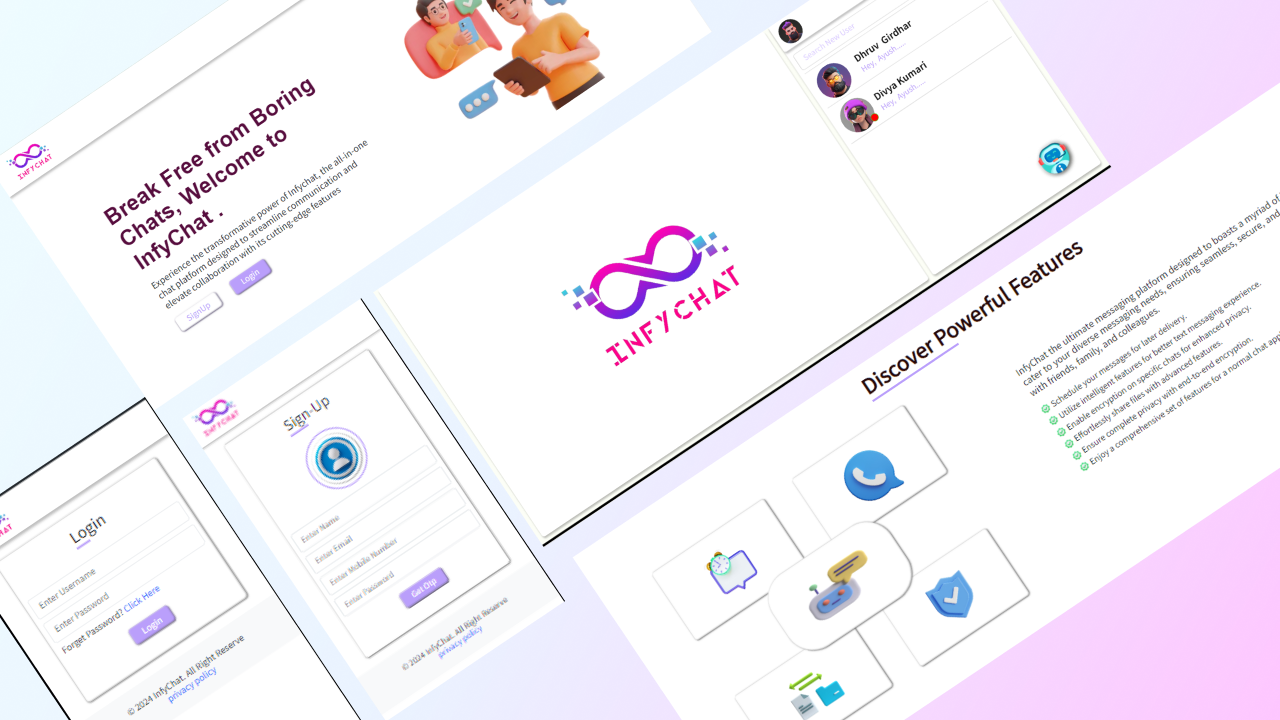 INFYCHAT
Break Free from Boring
Chats, Welcome to
InfyChat .
Experience the transformative power of Infychat, the all-in-one
chat platform designed to streamline communication and
elevate collaboration with its cutting-edge features
SignUp
Login
Search New User
Dhruv Girdhar
Hey, Ayush.....
Divya Kumari
Hey, Ayush.....
INFYCHAT
Discover Powerful Features
InfyChat the ultimate messaging platform designed to boasts a myriad of
cater to your diverse messaging needs, ensuring seamless, secure, and
with friends, family, and colleagues.
Schedule your messages for later delivery.
Utilize intelligent features for better text messaging experience.
Enable encryption on specific chats for enhanced privacy.
Effortlessly share files with advanced features.
Ensure complete privacy with end-to-end encryption.
Enjoy a comprehensive set of features for a normal chat
INFYCHAT
Sign-Up
Enter Name
Enter Email
Enter Mobile Number
Enter Password
Get Otp
© 2024 InfyChat. All Right Reserve
privacy policy
Login
Enter Username
Enter Password
Forget Password? Click Here
Login
© 2024 InfyChat. All Right Reserve
privacy policy